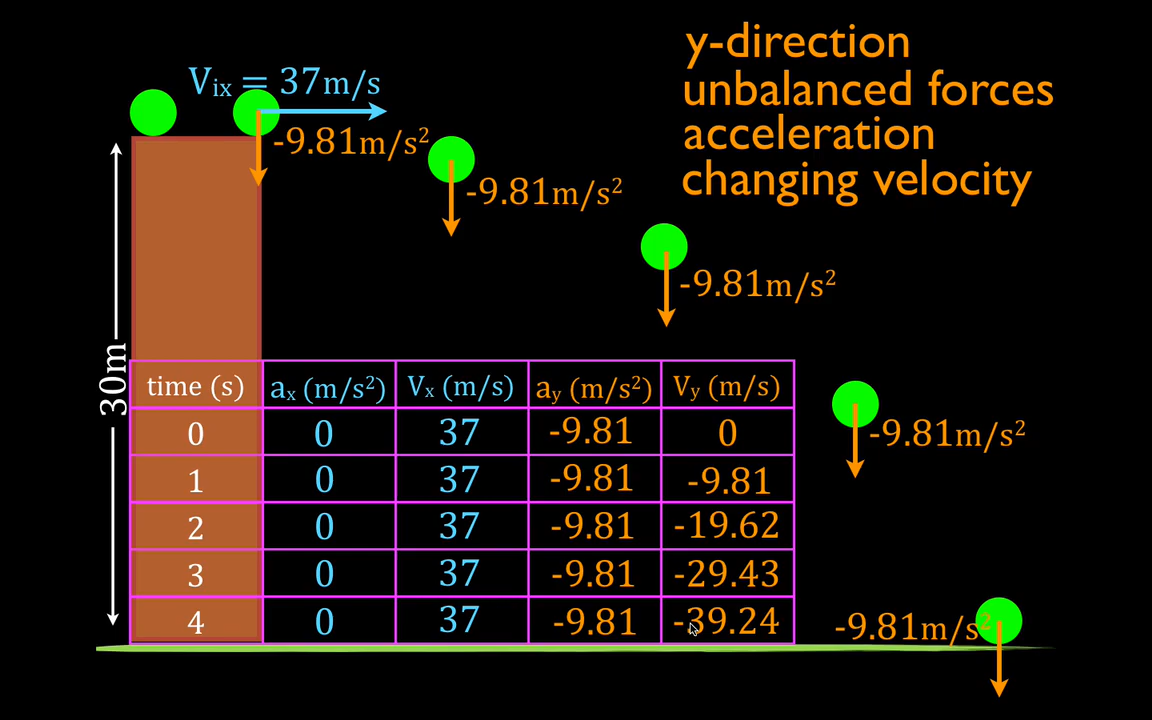 y-direction
unbalanced forces
acceleration
changing velocity
Vix = 37m/s
-9.81m/s²
-9.81m/s²
-9.81m/s²
-9.81m/s²
-9.81m/s²
30m
time (s) ax (m/s²) Vx (m/s) ay (m/s²) Vy (m/s)
0 0 37 -9.81 0
1 0 37 -9.81 -9.81
2 0 37 -9.81 -19.62
3 0 37 -9.81 -29.43
4 0 37 -9.81 -39.24